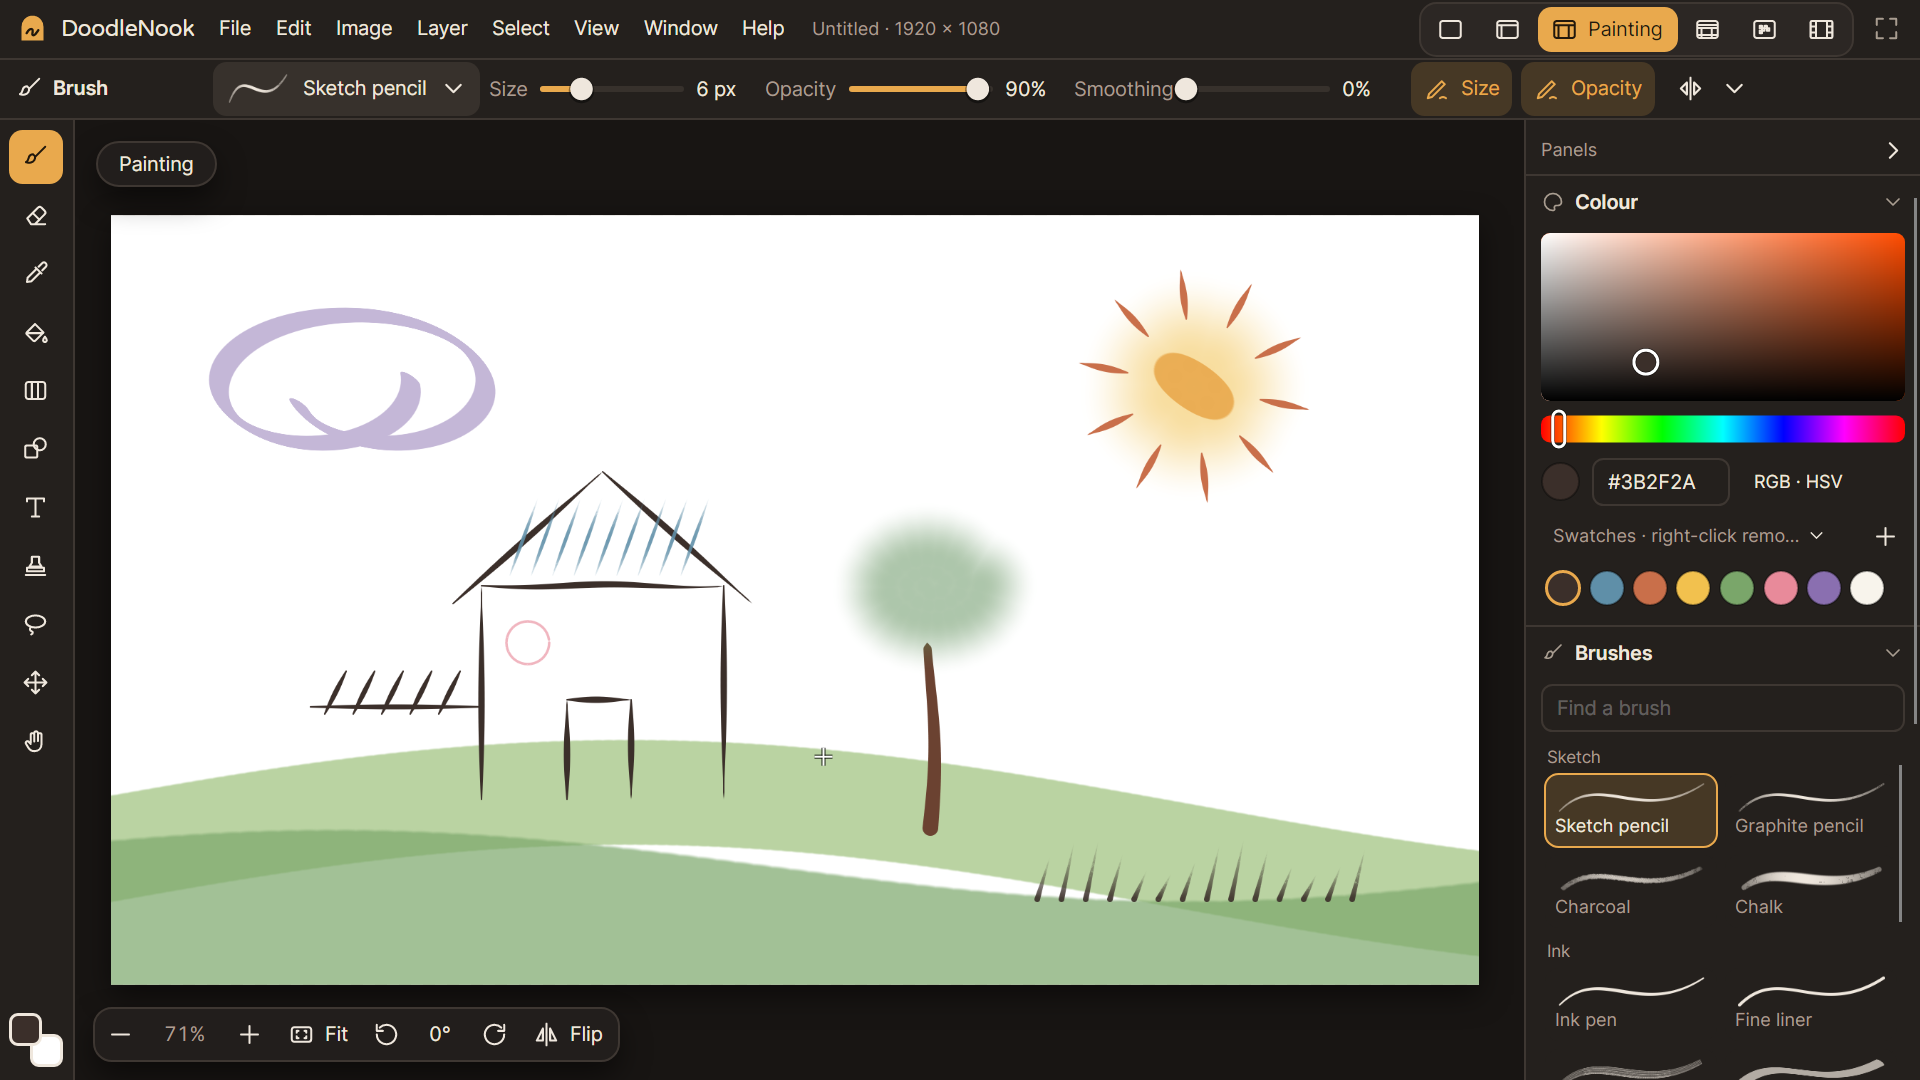 DoodleNook File Edit Image Layer Select View Window Help Untitled · 1920 × 1080 Painting
Brush Sketch pencil Size 6 px Opacity 90% Smoothing 0% Size Opacity
Painting
Panels
Colour
#3B2F2A RGB · HSV
Swatches · right-click remo...
Brushes
Find a brush
Sketch
Sketch pencil Graphite pencil
Charcoal Chalk
Ink
Ink pen Fine liner
71% Fit 0° Flip